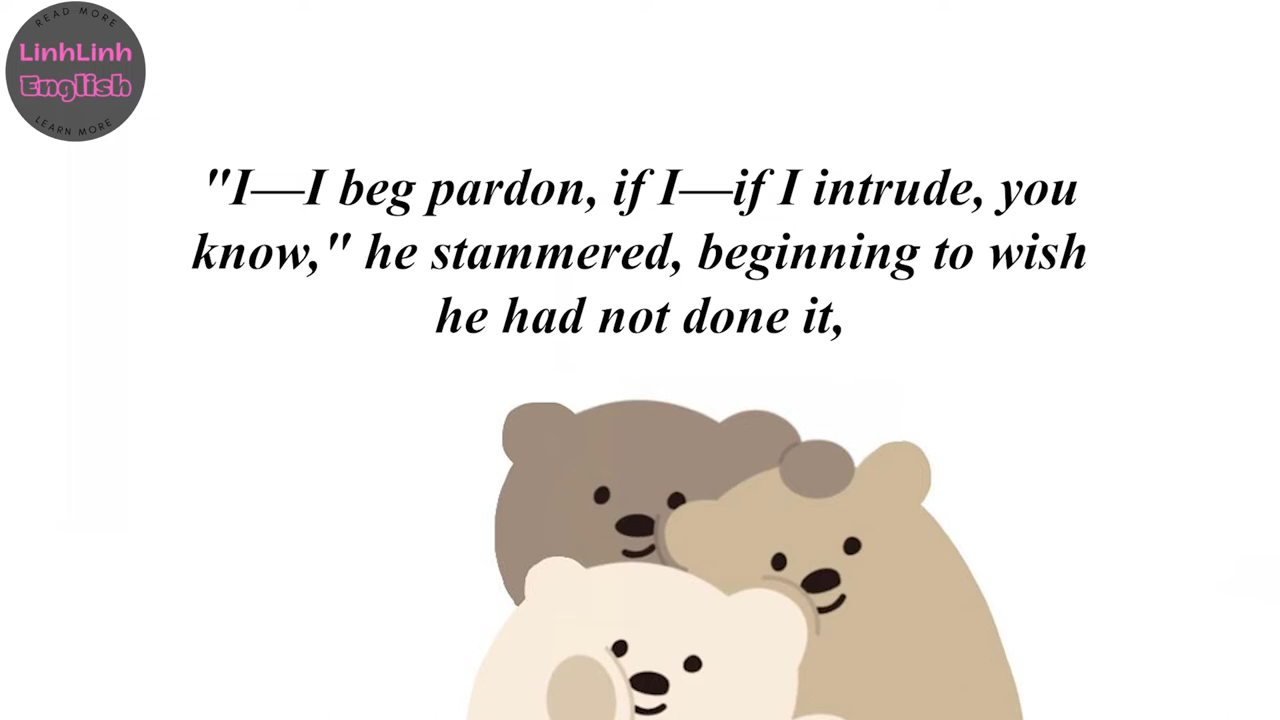 READ MORE
LinhLinh
English
LEARN MORE
"I—I beg pardon, if I—if I intrude, you
know," he stammered, beginning to wish
he had not done it,